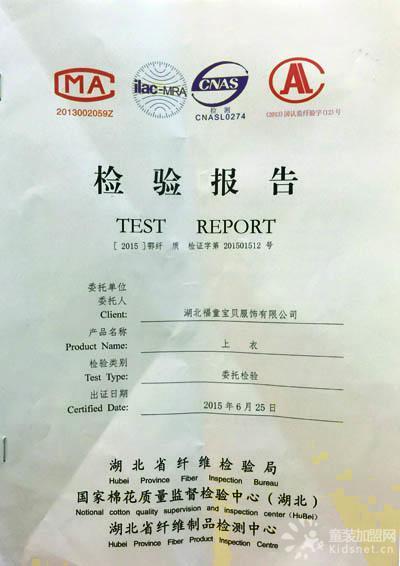 MA
2013002059Z
ilac-MRA
CNAS
检 测
CNASL0274
AL
(2013)国认监纤验字(12)号
检 验 报 告
TEST REPORT
[ 2015 ]鄂纤 质 检证字第 201501512 号
委托单位
委托人
Client: 湖北福童宝贝服饰有限公司
产品名称
Product Name: 上 衣
检验类别
Test Type: 委托检验
出证日期
Certified Date: 2015 年 6 月 25 日
湖北省纤维检验局
Hubei Province Fiber Inspection Bureau
国家棉花质量监督检验中心（湖北）
Notional cotton quality supervision and inspection center (HuBei)
湖北省纤维制品检测中心
Hubei Province Fiber Product Inspection Centre
童装加盟网
Kidsnet.cn